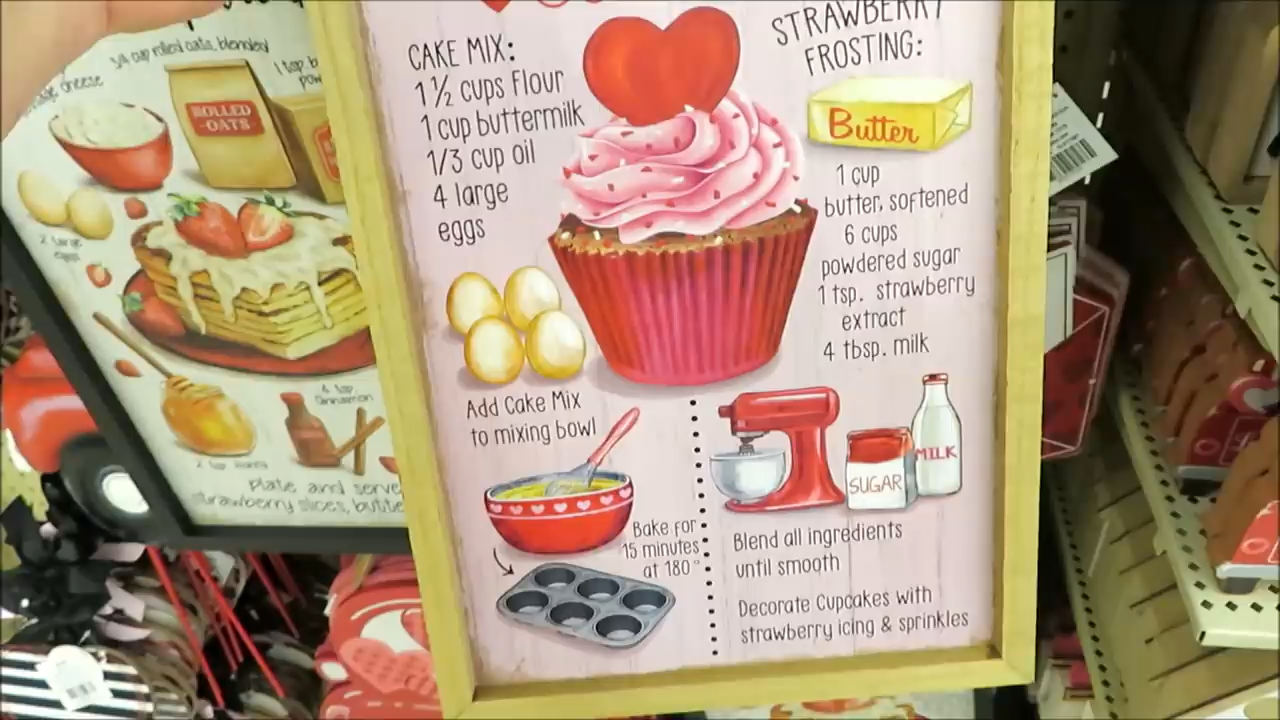 CAKE MIX:
1 ½ cups Flour
1 cup buttermilk
1/3 cup oil
4 large
eggs
Add Cake Mix
to mixing bowl
Bake for
15 minutes
at 180°
STRAWBERRY
FROSTING:
Butter
1 cup
butter, softened
6 cups
powdered sugar
1 tsp. strawberry
extract
4 tbsp. milk
SUGAR
MILK
Blend all ingredients
until smooth
Decorate Cupcakes with
strawberry icing & sprinkles
3/4 cup rolled oats, blended
cheese
1 tsp
ROLLED
-OATS-
2 large
eggs
Cinnamon
Plate and serve
strawberry slices, butte